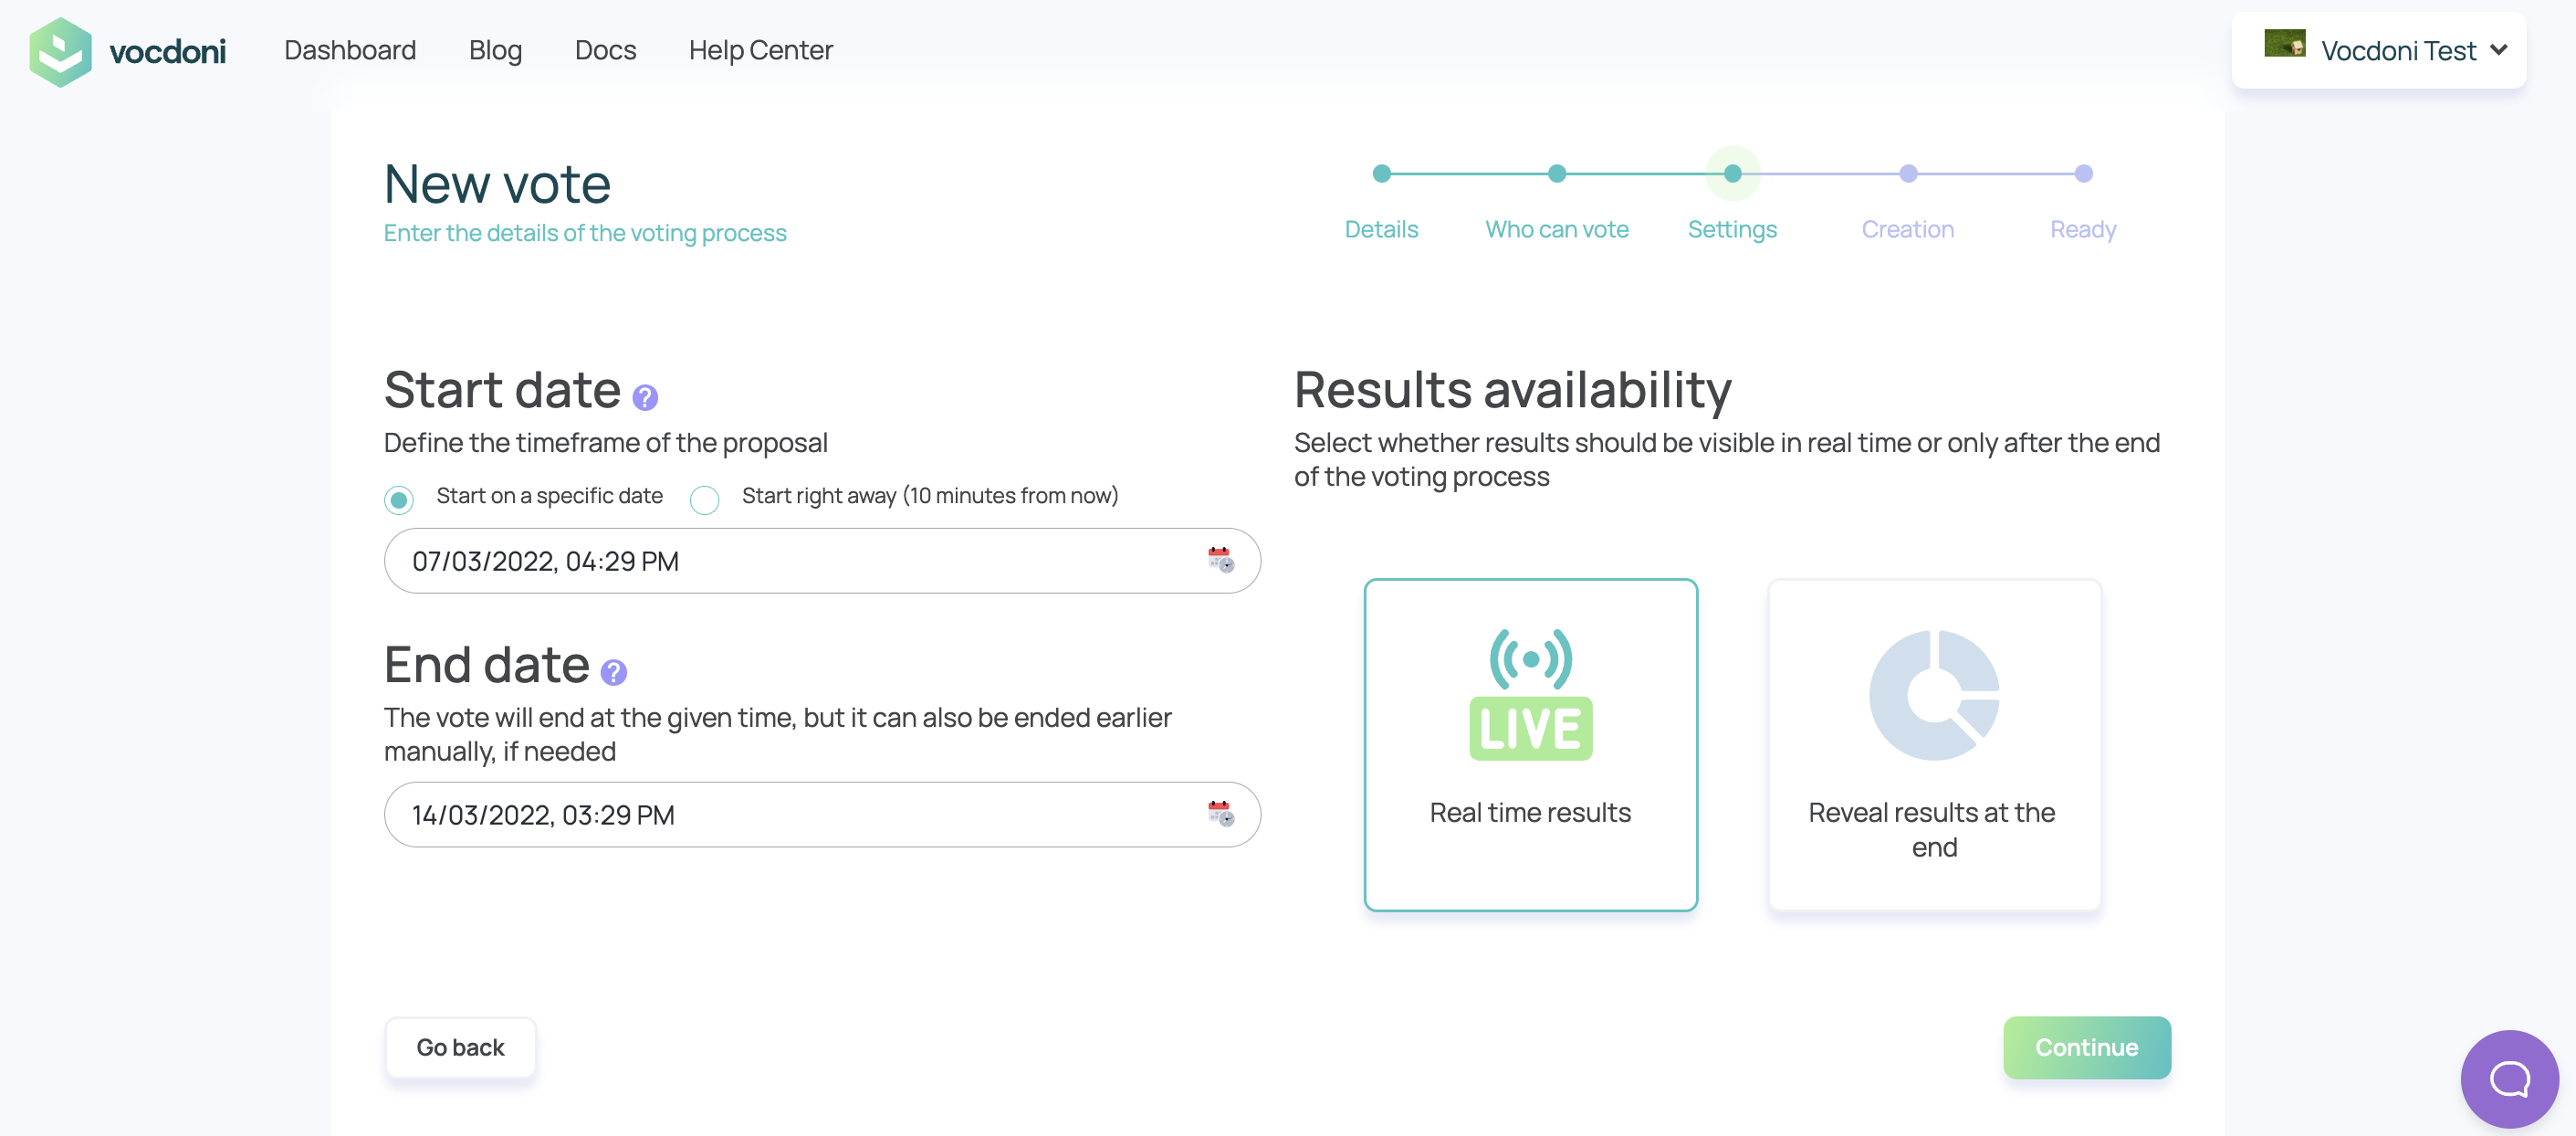 vocdoni
Dashboard
Blog
Docs
Help Center
Vocdoni Test
New vote
Enter the details of the voting process
Details
Who can vote
Settings
Creation
Ready
Start date ?
Define the timeframe of the proposal
Start on a specific date
Start right away (10 minutes from now)
07/03/2022, 04:29 PM
End date ?
The vote will end at the given time, but it can also be ended earlier
manually, if needed
14/03/2022, 03:29 PM
Results availability
Select whether results should be visible in real time or only after the end
of the voting process
LIVE
Real time results
Reveal results at the
end
Go back
Continue